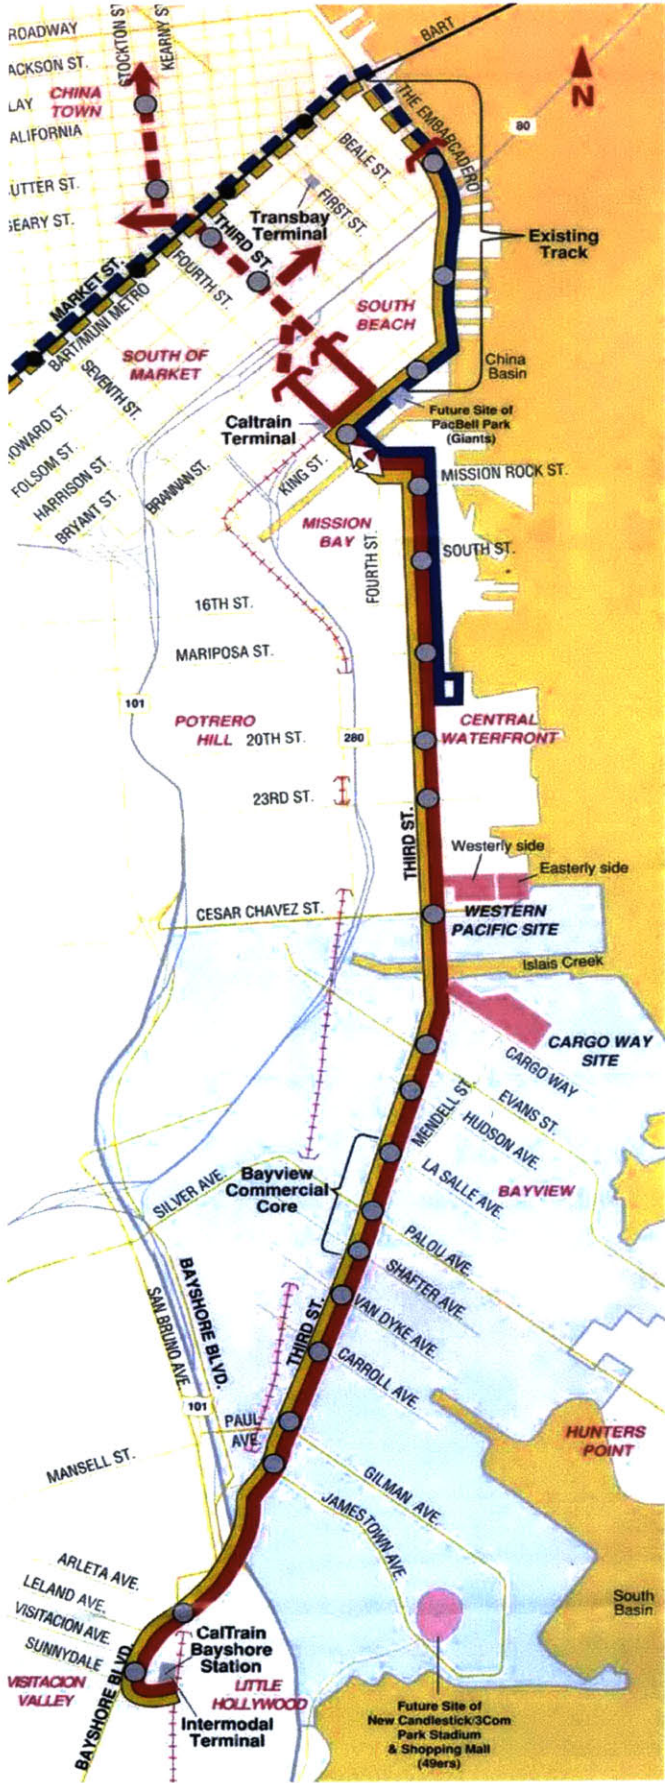 ROADWAY
BART
ACKSON ST.
STOCKTON ST
KEARNY ST
CHINA
TOWN
LAY
ALIFORNIA
THE EMBARCADERO
N
80
BEALE ST.
UTTER ST.
FIRST ST.
GEARY ST.
Transbay
Terminal
THIRD ST.
Existing
Track
FOURTH ST.
MARKET ST.
BART/MUNI METRO
SOUTH
BEACH
SOUTH OF
MARKET
China
Basin
SEVENTH ST.
Future Site of
PacBell Park
(Giants)
Caltrain
Terminal
OWARD ST.
FOLSOM ST.
HARRISON ST.
BRYANT ST.
BRANNAN ST.
KING ST.
MISSION ROCK ST.
MISSION
BAY
SOUTH ST.
FOURTH ST.
16TH ST.
MARIPOSA ST.
101
POTRERO
HILL
20TH ST.
280
CENTRAL
WATERFRONT
23RD ST.
THIRD ST.
Westerly side
Easterly side
CESAR CHAVEZ ST.
WESTERN
PACIFIC SITE
Islais Creek
CARGO WAY
SITE
CARGO WAY
EVANS ST.
MENDELL ST.
HUDSON AVE.
Bayview
Commercial
Core
LA SALLE AVE.
BAYVIEW
SILVER AVE.
PALOU AVE.
SHAFTER AVE.
BAYSHORE BLVD.
SAN BRUNO AVE.
THIRD ST.
VAN DYKE AVE.
CARROLL AVE.
101
PAUL
AVE.
HUNTERS
POINT
MANSELL ST.
GILMAN AVE.
JAMESTOWN AVE.
ARLETA AVE.
LELAND AVE.
VISITACION AVE.
SUNNYDALE
South
Basin
CalTrain
Bayshore
Station
VISITACION
VALLEY
BAYSHORE BLVD.
LITTLE
HOLLYWOOD
Intermodal
Terminal
Future Site of
New Candlestick/3Com
Park Stadium
& Shopping Mall
(49ers)